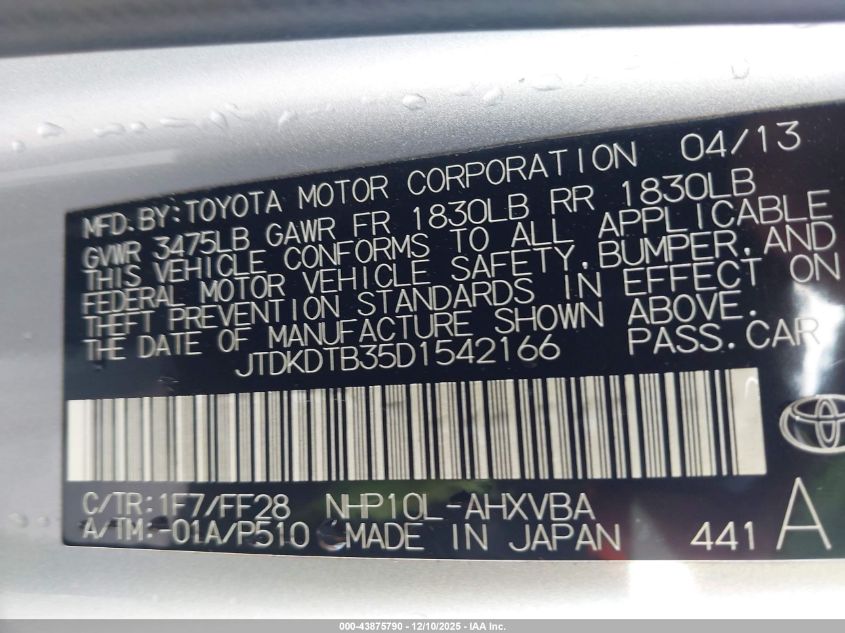 MFD. BY: TOYOTA MOTOR CORPORATION 04/13
GVWR 3475LB GAWR FR 1830LB RR 1830LB
THIS VEHICLE CONFORMS TO ALL APPLICABLE
FEDERAL MOTOR VEHICLE SAFETY, BUMPER, AND
THEFT PREVENTION STANDARDS IN EFFECT ON
THE DATE OF MANUFACTURE SHOWN ABOVE.
JTDKDTB35D1542166 PASS. CAR
C/TR: 1F7/FF28 NHP10L-AHXVBA
A/TM: -01A/P510 MADE IN JAPAN 441 A
000-43875790 - 12/10/2025 - IAA Inc.